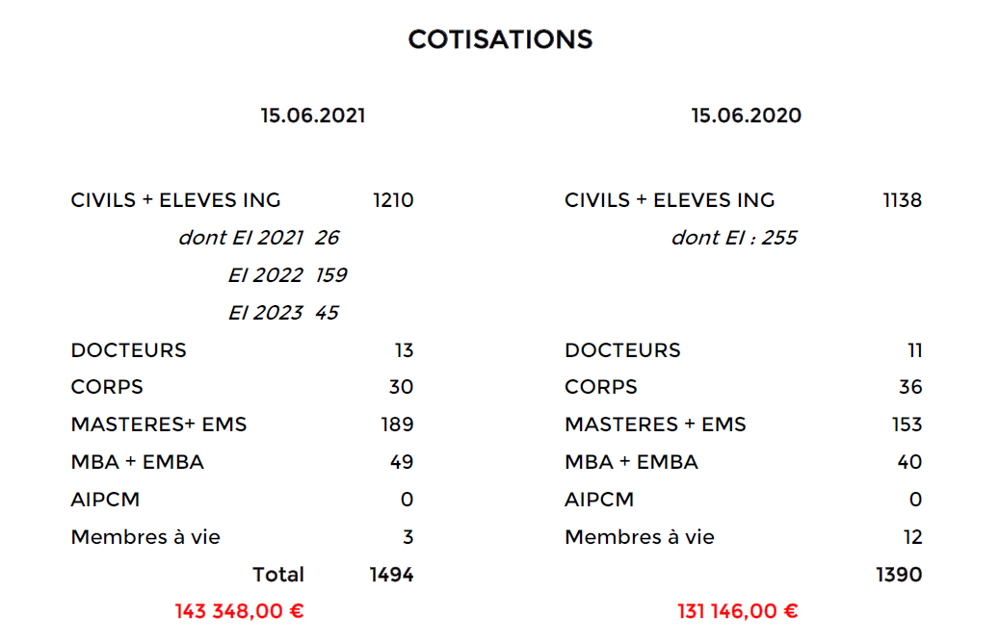 COTISATIONS
15.06.2021 15.06.2020
CIVILS + ELEVES ING 1210 CIVILS + ELEVES ING 1138
dont EI 2021 26 dont EI : 255
EI 2022 159
EI 2023 45
DOCTEURS 13 DOCTEURS 11
CORPS 30 CORPS 36
MASTERES+ EMS 189 MASTERES + EMS 153
MBA + EMBA 49 MBA + EMBA 40
AIPCM 0 AIPCM 0
Membres à vie 3 Membres à vie 12
Total 1494 1390
143 348,00 € 131 146,00 €